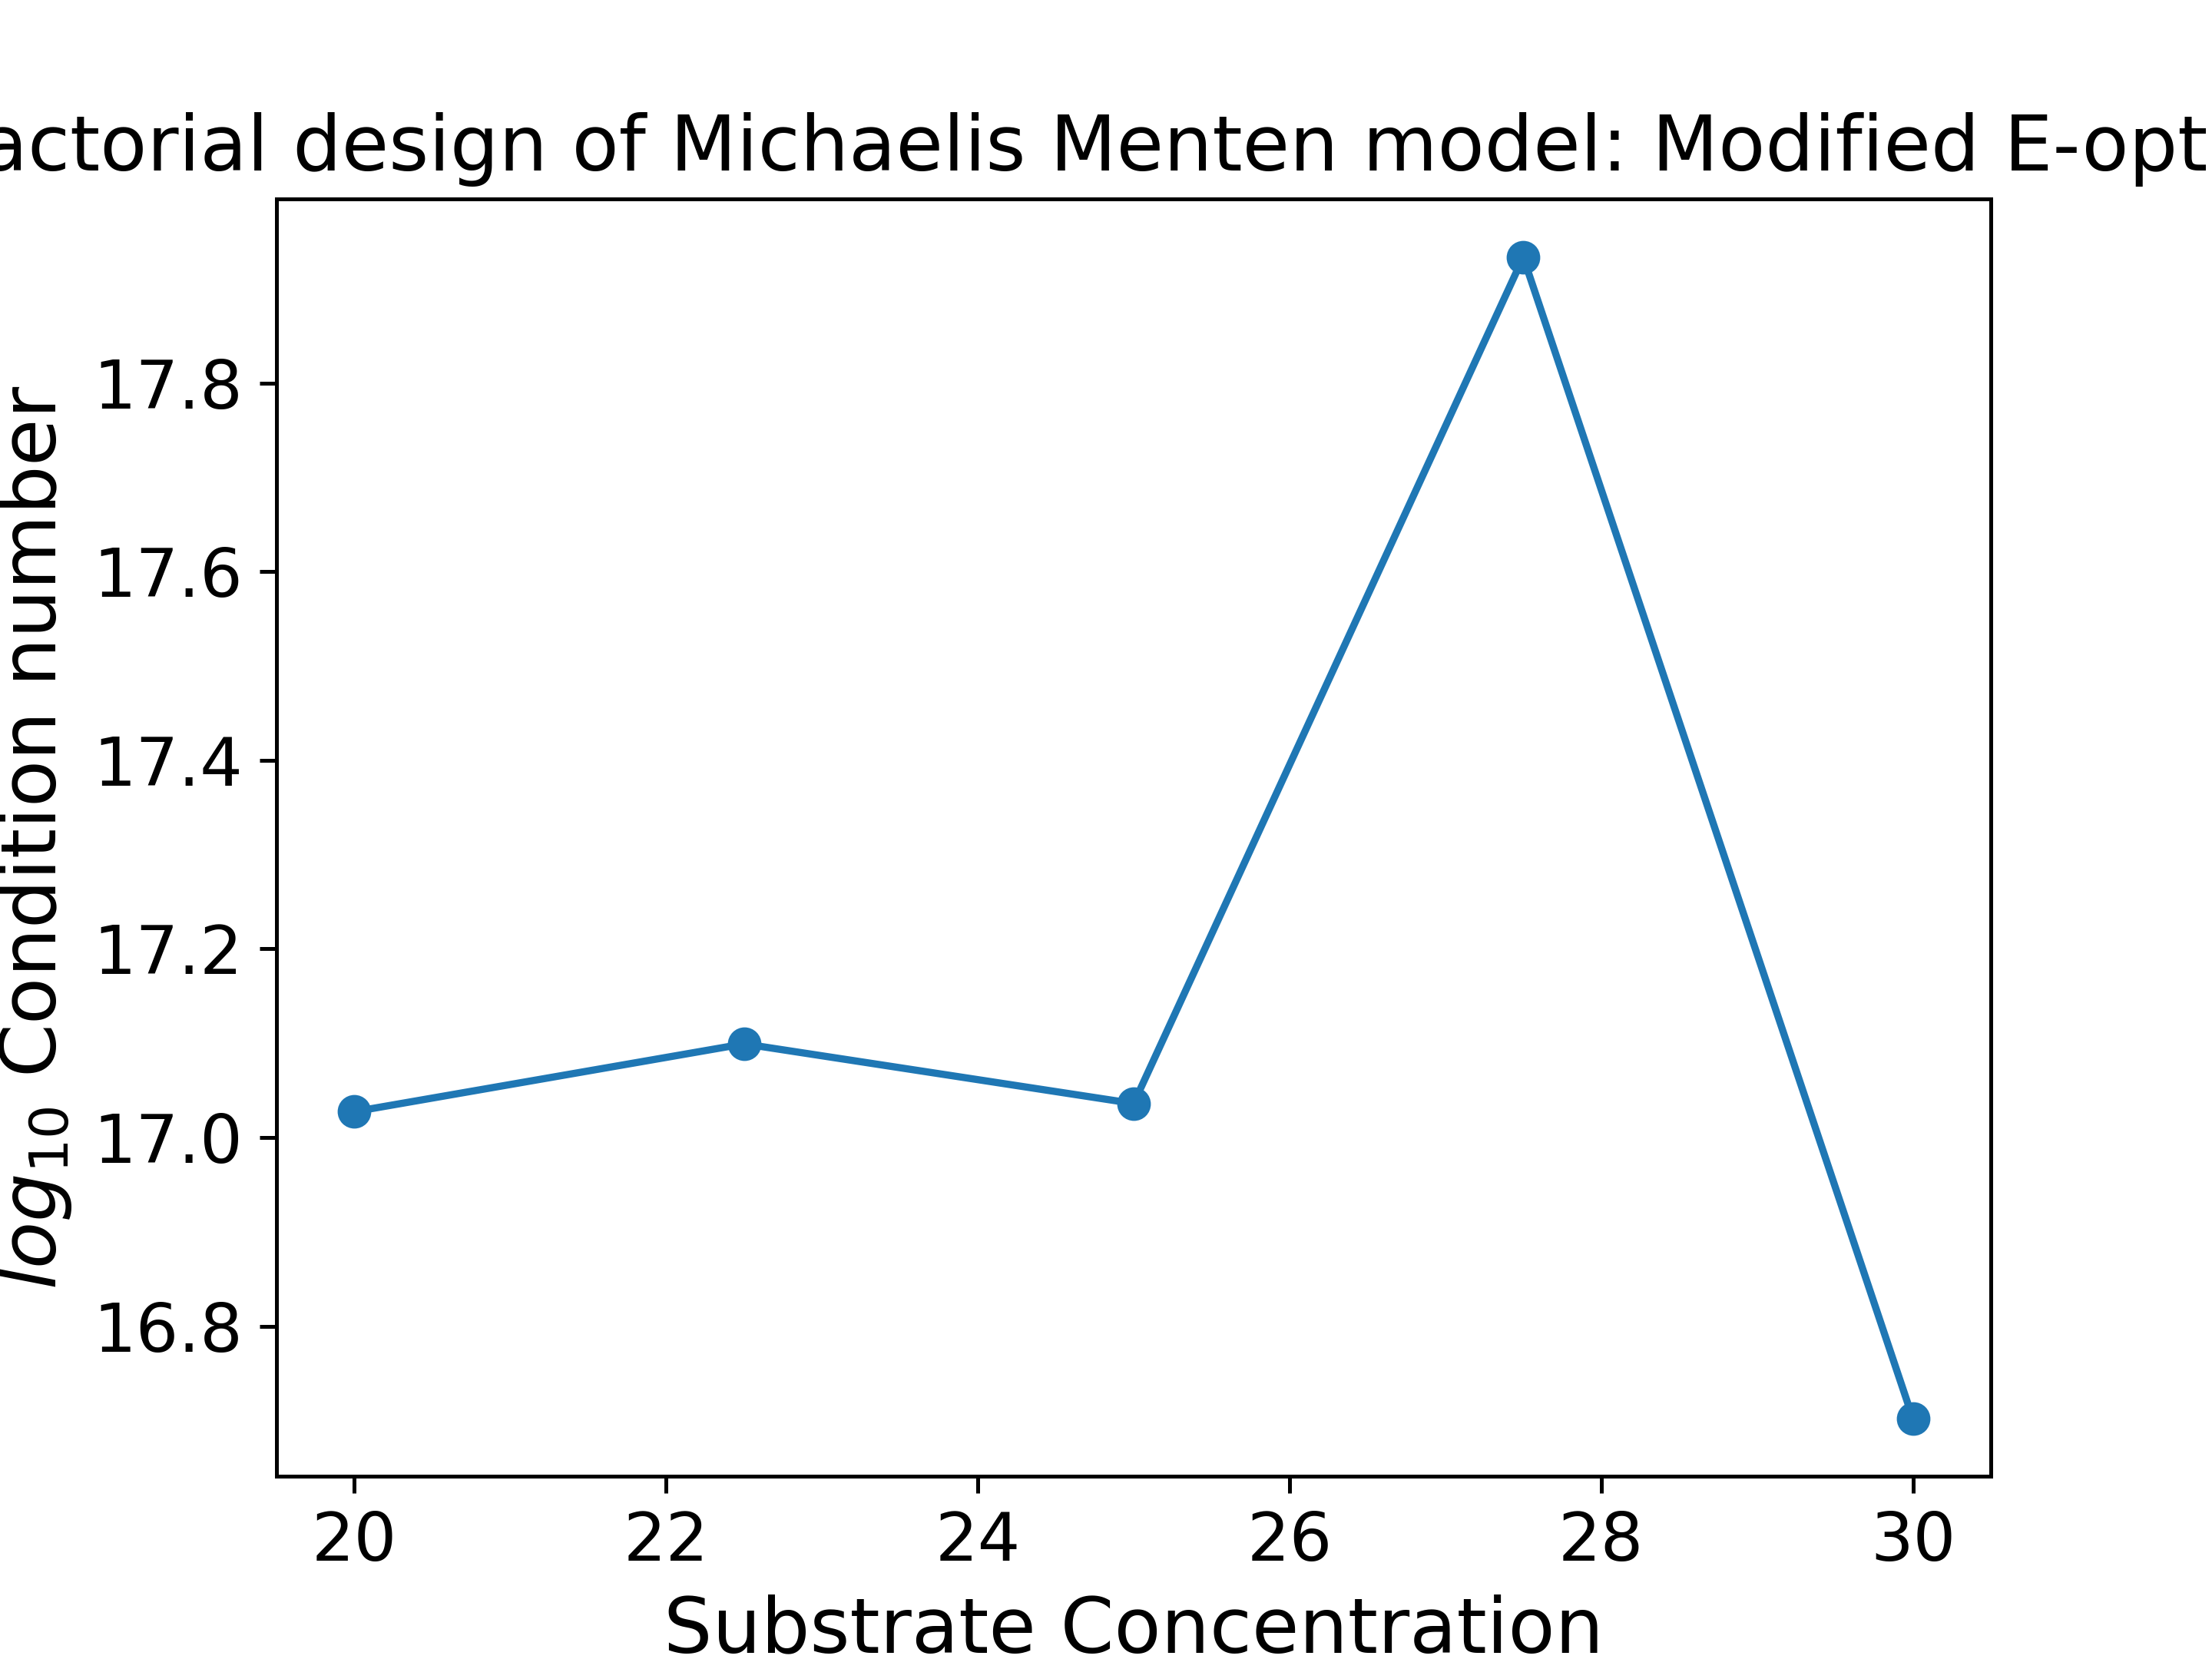 actorial design of Michaelis Menten model: Modified E-opt
log₁₀ Condition number
17.8
17.6
17.4
17.2
17.0
16.8
20 22 24 26 28 30
Substrate Concentration